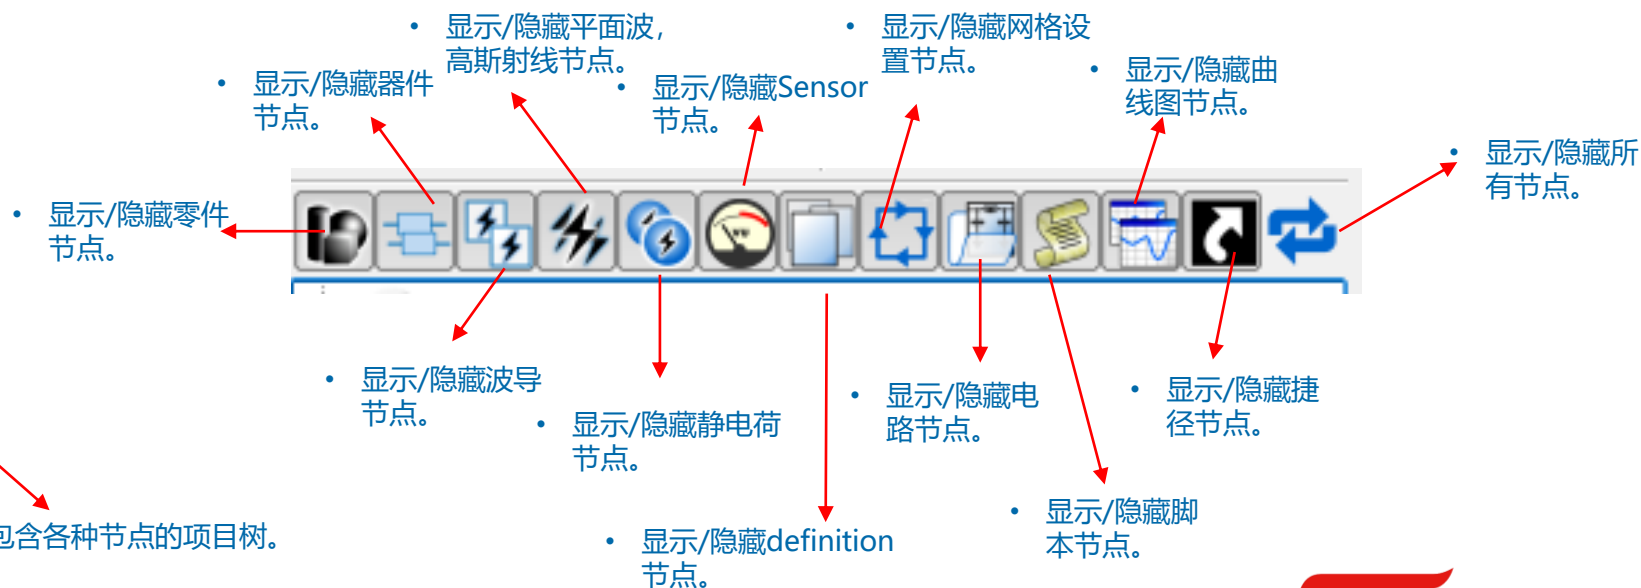 • 显示/隐藏平面波，
高斯射线节点。
• 显示/隐藏网格设
置节点。
• 显示/隐藏器件
节点。
• 显示/隐藏Sensor
节点。
• 显示/隐藏曲
线图节点。
• 显示/隐藏所
有节点。
• 显示/隐藏零件
节点。
• 显示/隐藏波导
节点。
• 显示/隐藏静电荷
节点。
• 显示/隐藏电
路节点。
• 显示/隐藏捷
径节点。
• 显示/隐藏脚
本节点。
包含各种节点的项目树。
• 显示/隐藏definition
节点。